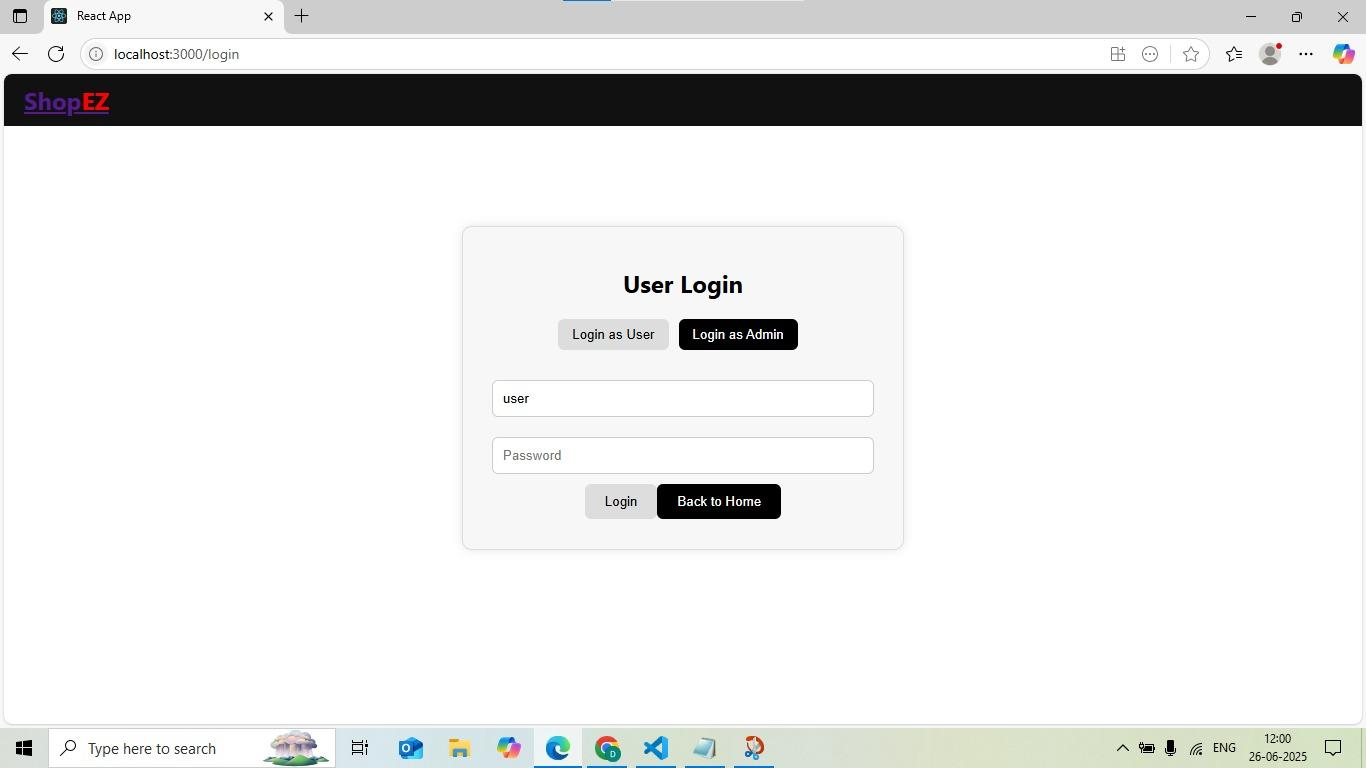 React App
localhost:3000/login
ShopEZ
User Login
Login as User Login as Admin
user
Password
Login Back to Home
Type here to search
ENG
12:00
26-06-2025